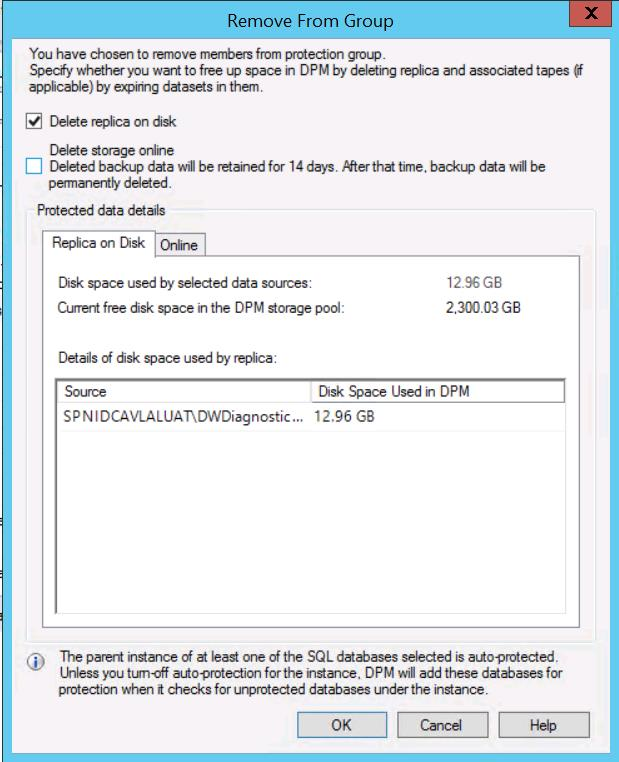 Remove From Group
X
You have chosen to remove members from protection group.
Specify whether you want to free up space in DPM by deleting replica and associated tapes (if
applicable) by expiring datasets in them.
Delete replica on disk
Delete storage online
Deleted backup data will be retained for 14 days. After that time, backup data will be
permanently deleted.
Protected data details
Replica on Disk Online
Disk space used by selected data sources: 12.96 GB
Current free disk space in the DPM storage pool: 2,300.03 GB
Details of disk space used by replica:
Source Disk Space Used in DPM
SPNIDCAVLALUAT\DWDiagnostic... 12.96 GB
The parent instance of at least one of the SQL databases selected is auto-protected.
Unless you turn-off auto-protection for the instance, DPM will add these databases for
protection when it checks for unprotected databases under the instance.
OK Cancel Help